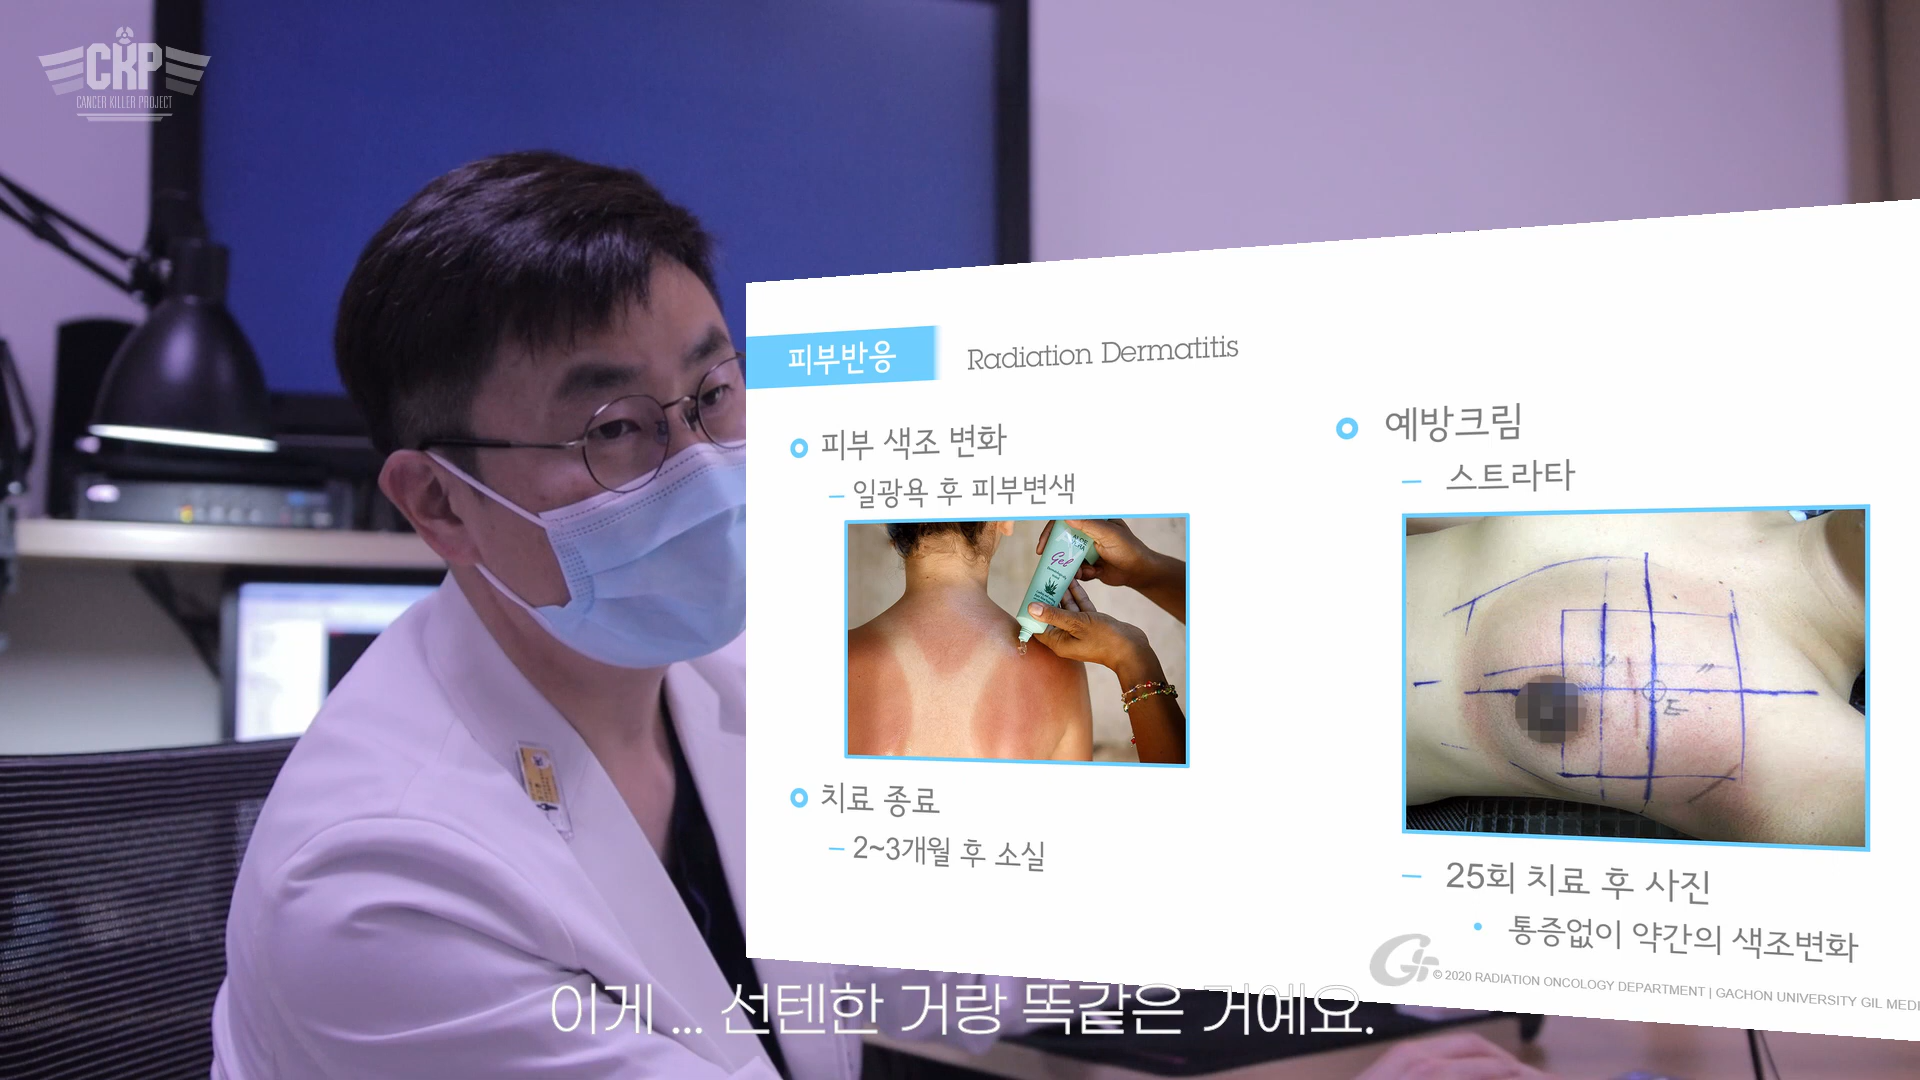 CKP
CANCER KILLER PROJECT
피부반응
Radiation Dermatitis
피부 색조 변화
– 일광욕 후 피부변색
ALOE
Gel
치료 종료
– 2~3개월 후 소실
예방크림
– 스트라타
E
– 25회 치료 후 사진
• 통증없이 약간의 색조변화
G
© 2020 RADIATION ONCOLOGY DEPARTMENT | GACHON UNIVERSITY GIL MEDI
이게 ... 선텐한 거랑 똑같은 거예요.